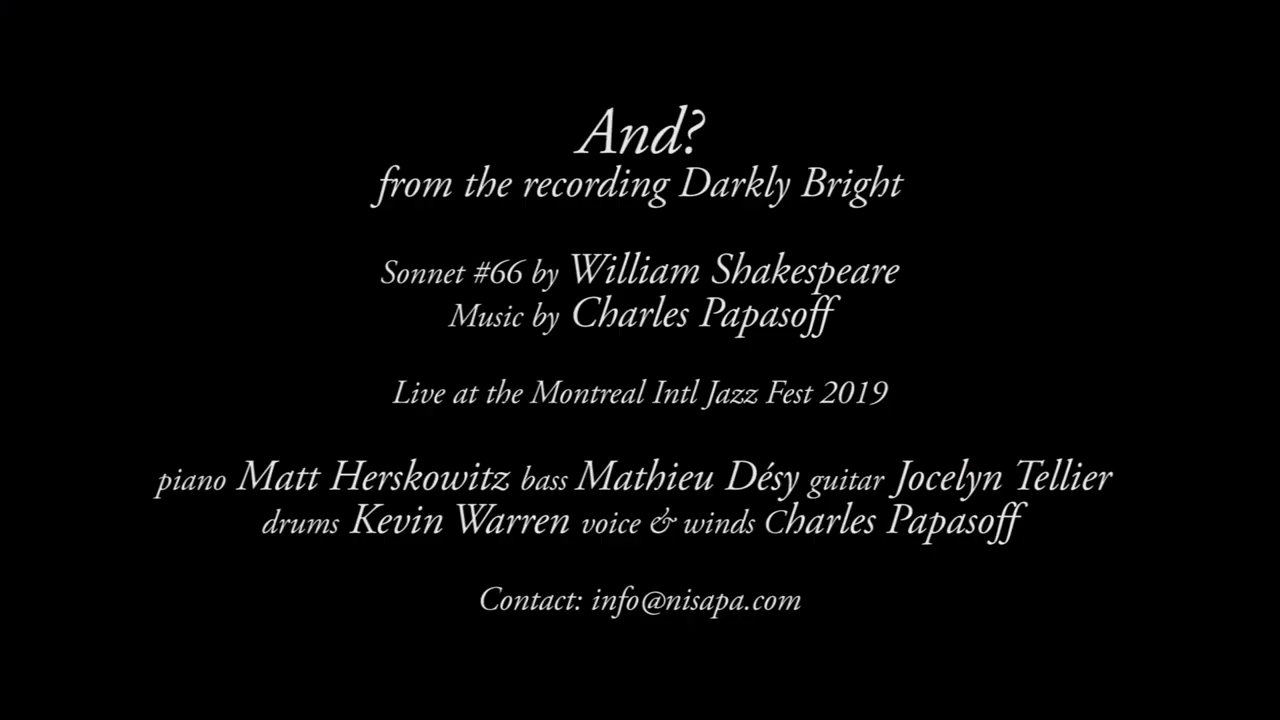 And?
from the recording Darkly Bright
Sonnet #66 by William Shakespeare
Music by Charles Papasoff
Live at the Montreal Intl Jazz Fest 2019
piano Matt Herskowitz bass Mathieu Désy guitar Jocelyn Tellier
drums Kevin Warren voice & winds Charles Papasoff
Contact: info@nisapa.com